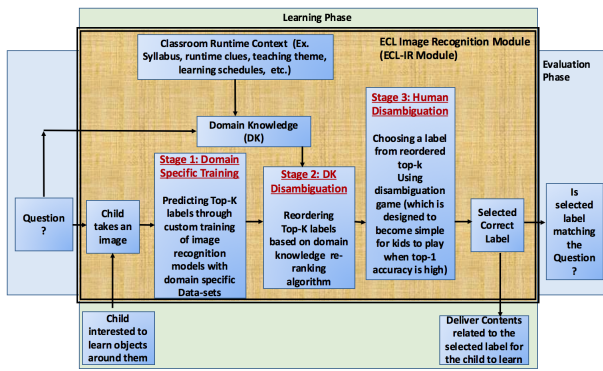 Learning Phase
Classroom Runtime Context (Ex.
Syllabus, runtime clues, teaching theme,
learning schedules, etc.)
ECL Image Recognition Module
(ECL-IR Module)
Evaluation
Phase
Domain Knowledge
(DK)
Stage 1: Domain
Specific Training
Predicting Top-K
labels through
custom training
of image
recognition
models with
domain specific
Data-sets
Stage 2: DK
Disambiguation
Reordering
Top-K labels
based on domain
knowledge re-
ranking
algorithm
Stage 3: Human
Disambiguation
Choosing a label
from reordered
top-k
Using
disambiguation
game (which is
designed to
become simple
for kids to play
when top-1
accuracy is high)
Question
?
Child
takes an
image
Selected
Correct
Label
Is
selected
label
matching
the
Question
?
Child
interested to
learn objects
around them
Deliver Contents
related to the
selected label for
the child to learn